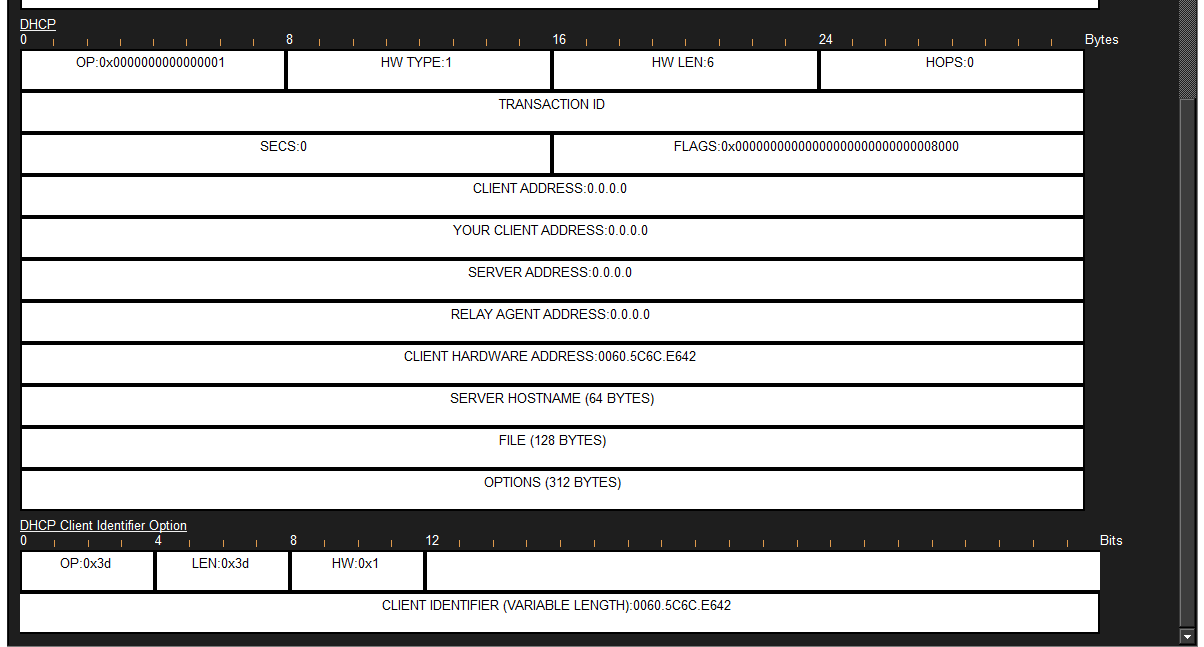 DHCP
0 8 16 24 Bytes
OP:0x0000000000000001 HW TYPE:1 HW LEN:6 HOPS:0
TRANSACTION ID
SECS:0 FLAGS:0x00000000000000000000000000008000
CLIENT ADDRESS:0.0.0.0
YOUR CLIENT ADDRESS:0.0.0.0
SERVER ADDRESS:0.0.0.0
RELAY AGENT ADDRESS:0.0.0.0
CLIENT HARDWARE ADDRESS:0060.5C6C.E642
SERVER HOSTNAME (64 BYTES)
FILE (128 BYTES)
OPTIONS (312 BYTES)
DHCP Client Identifier Option
0 4 8 12 Bits
OP:0x3d LEN:0x3d HW:0x1
CLIENT IDENTIFIER (VARIABLE LENGTH):0060.5C6C.E642